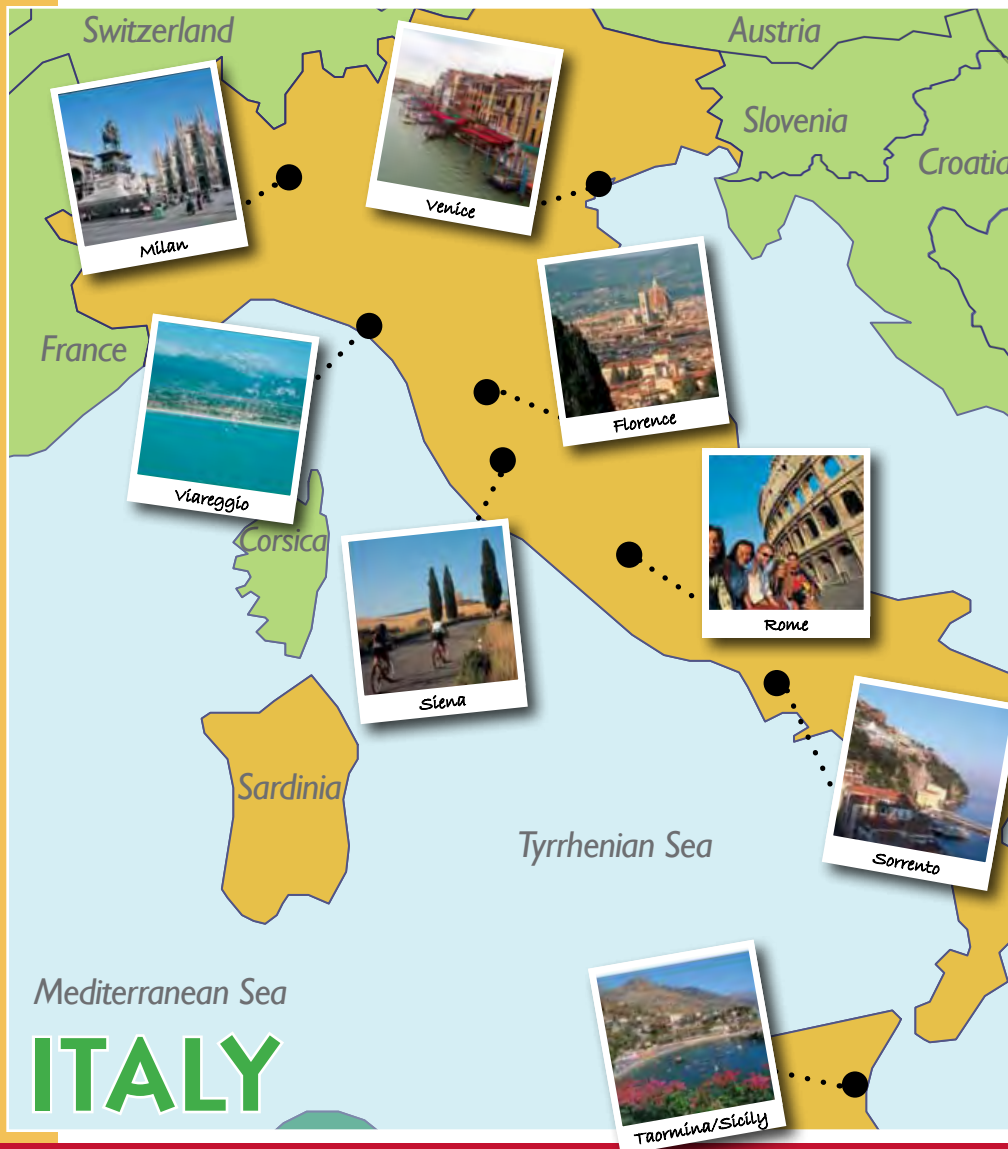 Switzerland
Austria
Slovenia
Croatia
Milan
Venice
France
Florence
Viareggio
Corsica
Rome
Siena
Sardinia
Tyrrhenian Sea
Sorrento
Mediterranean Sea
ITALY
Taormina/Sicily